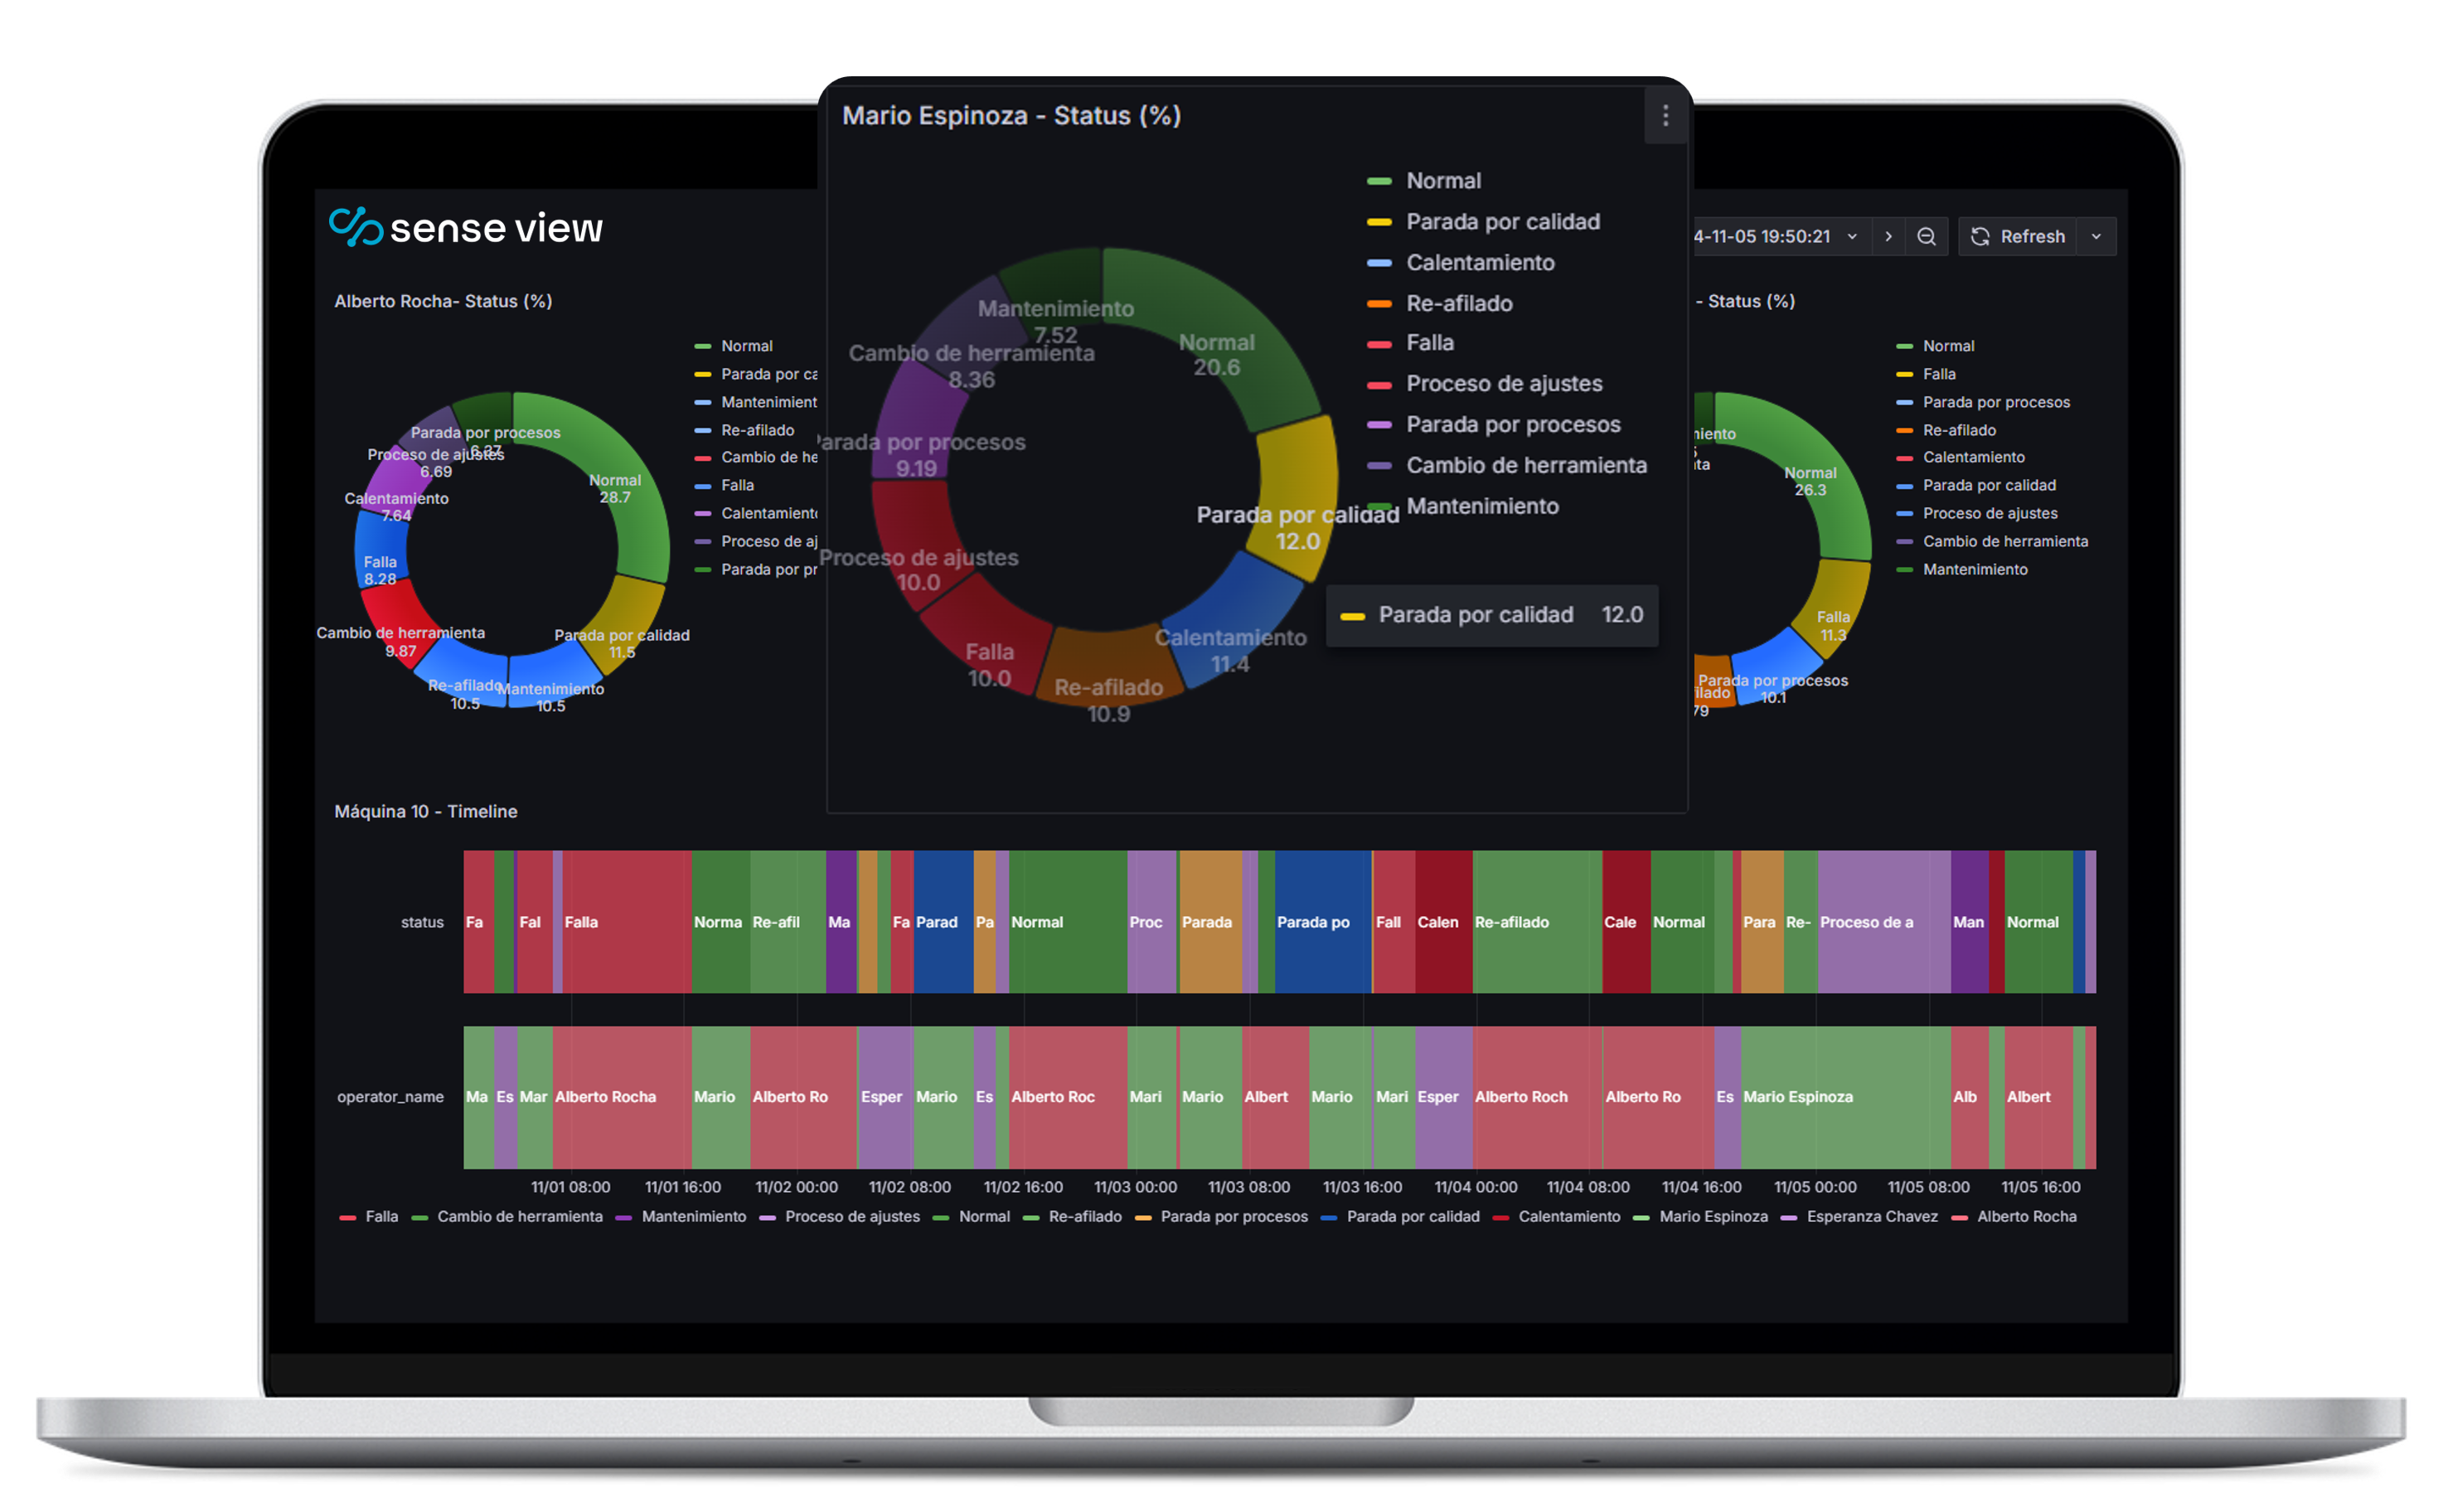 Mario Espinoza - Status (%)
Normal
Parada por calidad
Calentamiento
Re-afilado
Falla
Proceso de ajustes
Parada por procesos
Cambio de herramienta
Mantenimiento
Mantenimiento
7.52
Normal
20.6
Cambio de herramienta
8.36
Parada por procesos
9.19
Parada por calidad
12.0
Proceso de ajustes
10.0
Parada por calidad 12.0
Calentamiento
11.4
Falla
10.0
Re-afilado
10.9
sense view
4-11-05 19:50:21
Refresh
Alberto Rocha- Status (%)
Normal
Parada por ca
Mantenimient
Re-afilado
Cambio de he
Falla
Calentamiento
Proceso de aj
Parada por pr
Parada por procesos
6.37
Proceso de ajustes
6.69
Normal
28.7
Calentamiento
7.64
Falla
8.28
Cambio de herramienta
9.87
Parada por calidad
11.5
Re-afilado
10.5
Mantenimiento
10.5
- Status (%)
Normal
Falla
Parada por procesos
Re-afilado
Calentamiento
Parada por calidad
Proceso de ajustes
Cambio de herramienta
Mantenimiento
miento
ta
Normal
26.3
Falla
11.3
Parada por procesos
10.1
filado
79
Máquina 10 - Timeline
status
Fa Fal Falla Norma Re-afil Ma Fa Parad Pa Normal Proc Parada Parada po Fall Calen Re-afilado Cale Normal Para Re- Proceso de a Man Normal
operator_name
Ma Es Mar Alberto Rocha Mario Alberto Ro Esper Mario Es Alberto Roc Mari Mario Albert Mario Mari Esper Alberto Roch Alberto Ro Es Mario Espinoza Alb Albert
11/01 08:00 11/01 16:00 11/02 00:00 11/02 08:00 11/02 16:00 11/03 00:00 11/03 08:00 11/03 16:00 11/04 00:00 11/04 08:00 11/04 16:00 11/05 00:00 11/05 08:00 11/05 16:00
Falla Cambio de herramienta Mantenimiento Proceso de ajustes Normal Re-afilado Parada por procesos Parada por calidad Calentamiento Mario Espinoza Esperanza Chavez Alberto Rocha